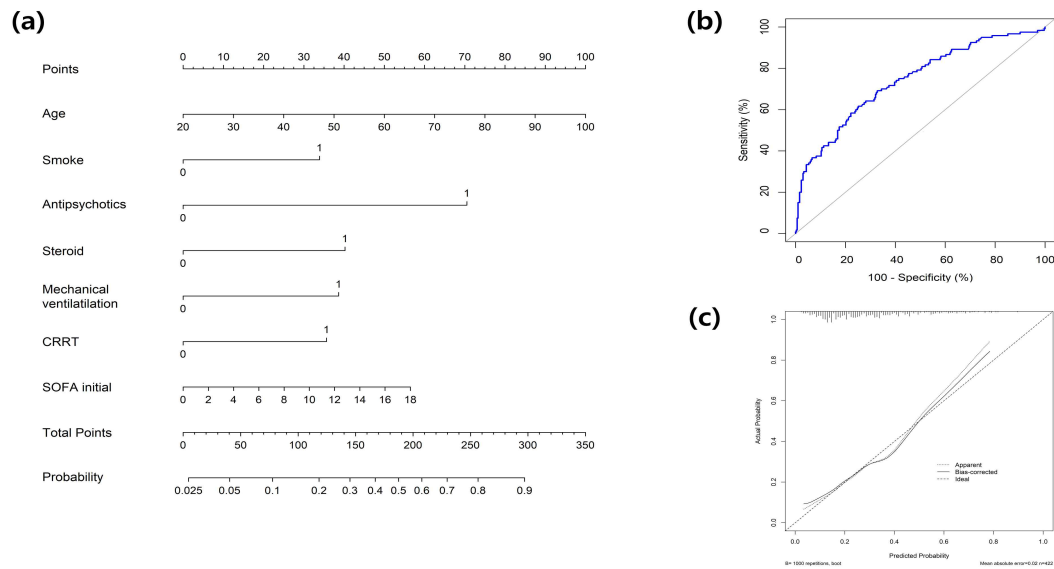 (a)
Points
0 10 20 30 40 50 60 70 80 90 100
Age
20 30 40 50 60 70 80 90 100
Smoke
0
1
Antipsychotics
0
1
Steroid
0
1
Mechanical
ventilatilation
0
1
CRRT
0
1
SOFA initial
0 2 4 6 8 10 12 14 16 18
Total Points
0 50 100 150 200 250 300 350
Probability
0.025 0.05 0.1 0.2 0.3 0.4 0.5 0.6 0.7 0.8 0.9
(b)
Sensitivity (%)
100
80
60
40
20
0
0 20 40 60 80 100
100 - Specificity (%)
(c)
Actual Probability
1.0
0.8
0.6
0.4
0.2
0.0
Apparent
Bias-corrected
Ideal
0.0 0.2 0.4 0.6 0.8 1.0
Predicted Probability
B= 1000 repetitions, boot
Mean absolute error=0.02 n=422